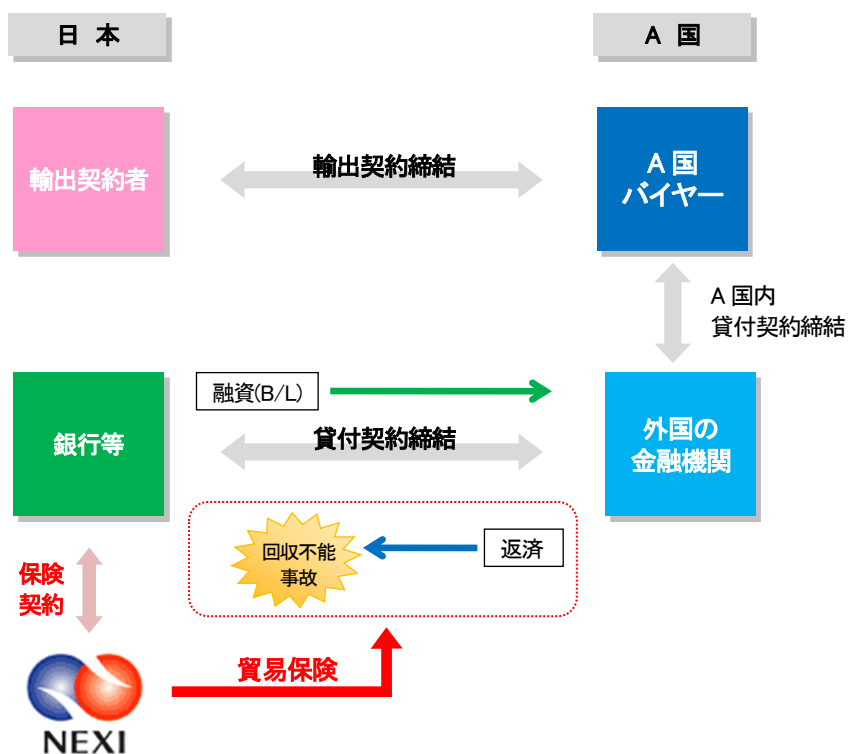 日 本
A 国
輸出契約者
輸出契約締結
A 国
バイヤー
A 国内
貸付契約締結
融資(B/L)
銀行等
貸付契約締結
外国の
金融機関
回収不能
事故
返済
保険
契約
貿易保険
NEXI